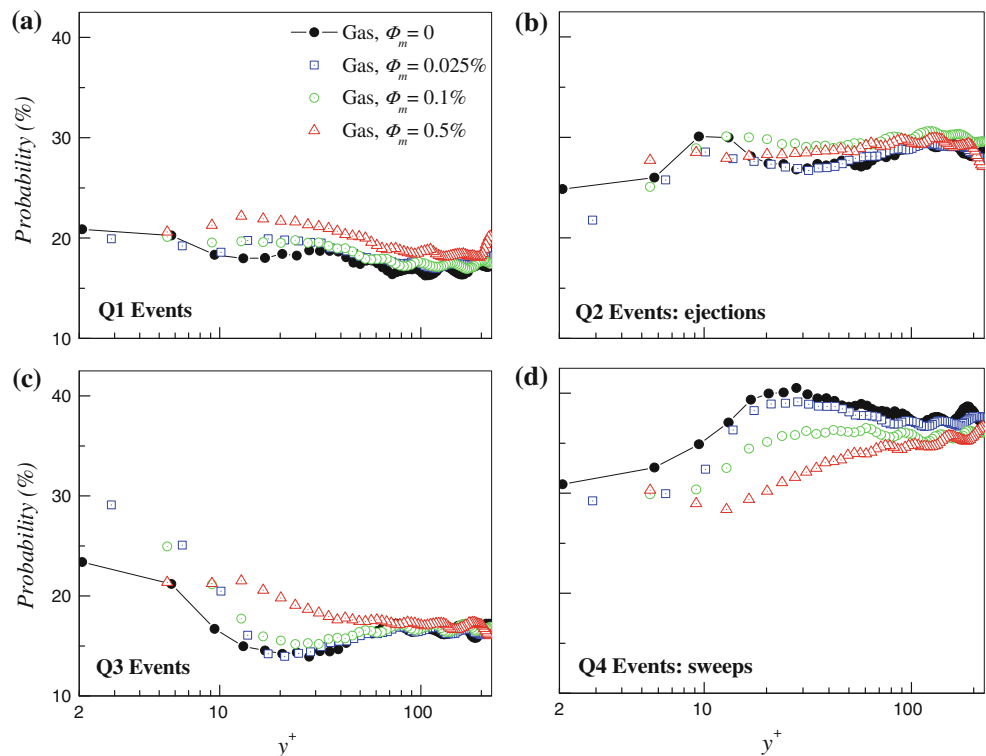 (a)
40
30
20
10
Probability (%)
Gas, Φm = 0
Gas, Φm = 0.025%
Gas, Φm = 0.1%
Gas, Φm = 0.5%
Q1 Events
(b)
Q2 Events: ejections
(c)
40
30
20
10
Probability (%)
Q3 Events
2
10
100
y+
(d)
Q4 Events: sweeps
2
10
100
y+